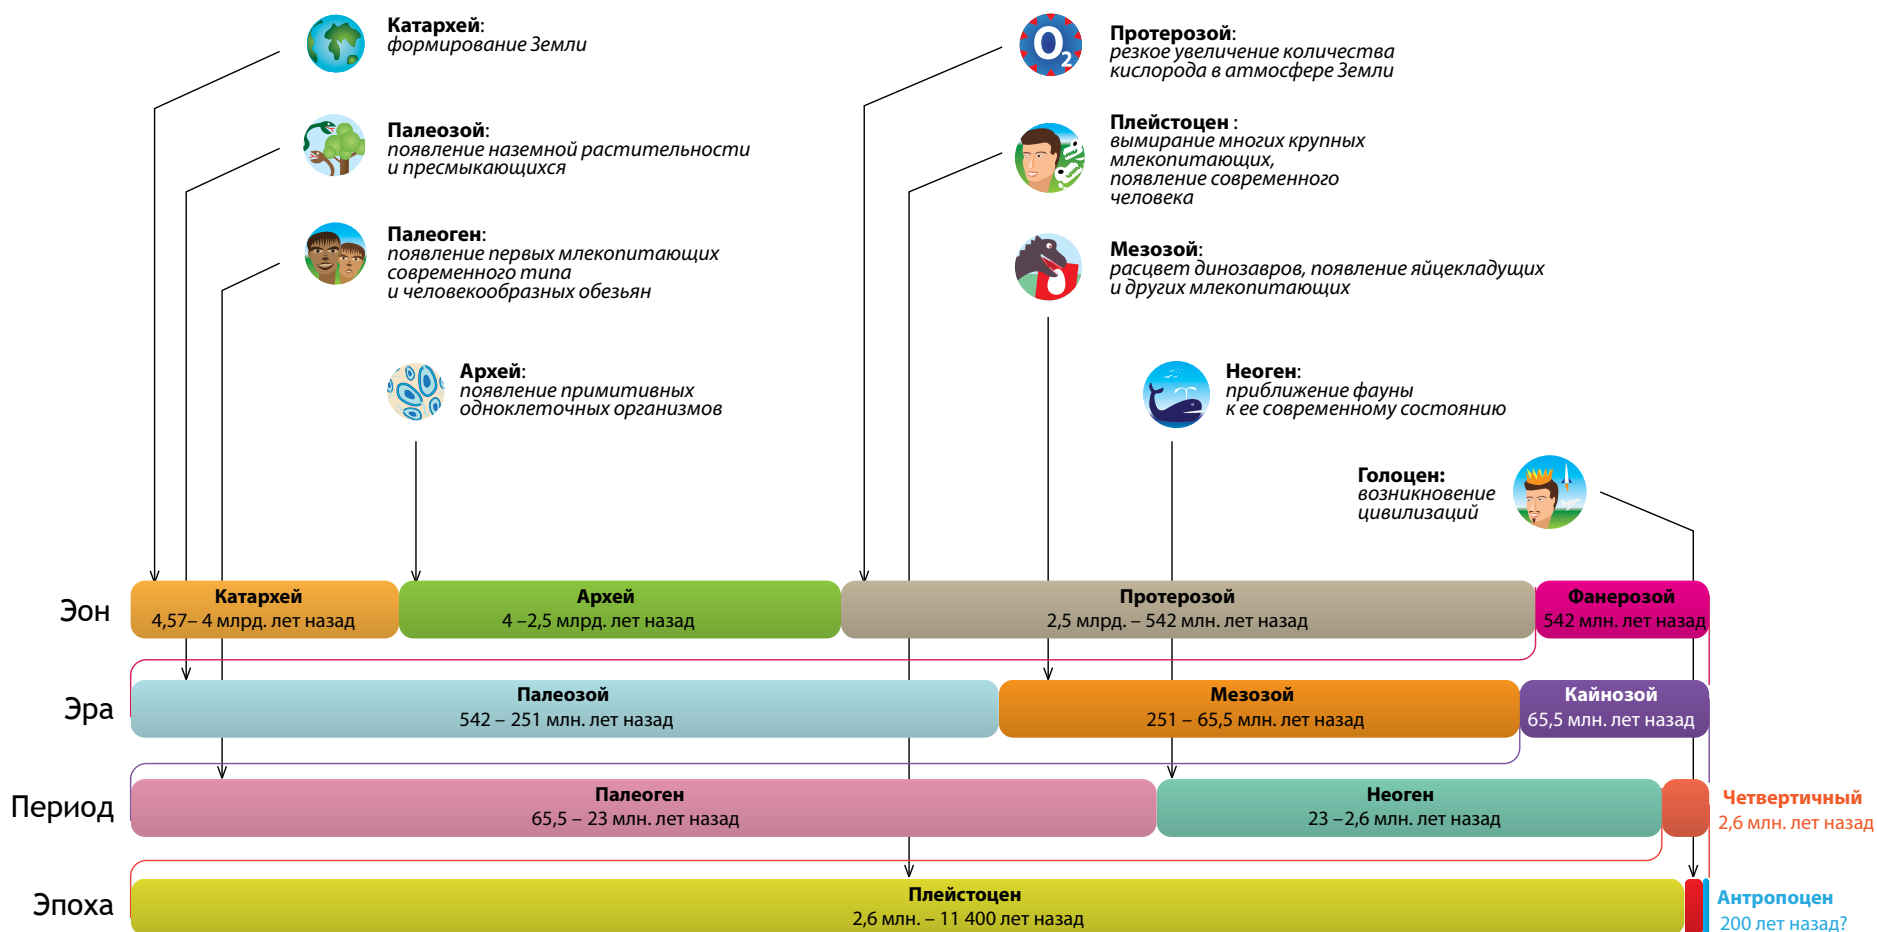 Катархей:
формирование Земли
Палеозой:
появление наземной растительности
и пресмыкающихся
Палеоген:
появление первых млекопитающих
современного типа
и человекообразных обезьян
Архей:
появление примитивных
одноклеточных организмов
O2
Протерозой:
резкое увеличение количества
кислорода в атмосфере Земли
Плейстоцен :
вымирание многих крупных
млекопитающих,
появление современного
человека
Мезозой:
расцвет динозавров, появление яйцекладущих
и других млекопитающих
Неоген:
приближение фауны
к ее современному состоянию
Голоцен:
возникновение
цивилизаций
Эон
Катархей
4,57– 4 млрд. лет назад
Архей
4 –2,5 млрд. лет назад
Протерозой
2,5 млрд. – 542 млн. лет назад
Фанерозой
542 млн. лет назад
Эра
Палеозой
542 – 251 млн. лет назад
Мезозой
251 – 65,5 млн. лет назад
Кайнозой
65,5 млн. лет назад
Период
Палеоген
65,5 – 23 млн. лет назад
Неоген
23 –2,6 млн. лет назад
Четвертичный
2,6 млн. лет назад
Эпоха
Плейстоцен
2,6 млн. – 11 400 лет назад
Антропоцен
200 лет назад?